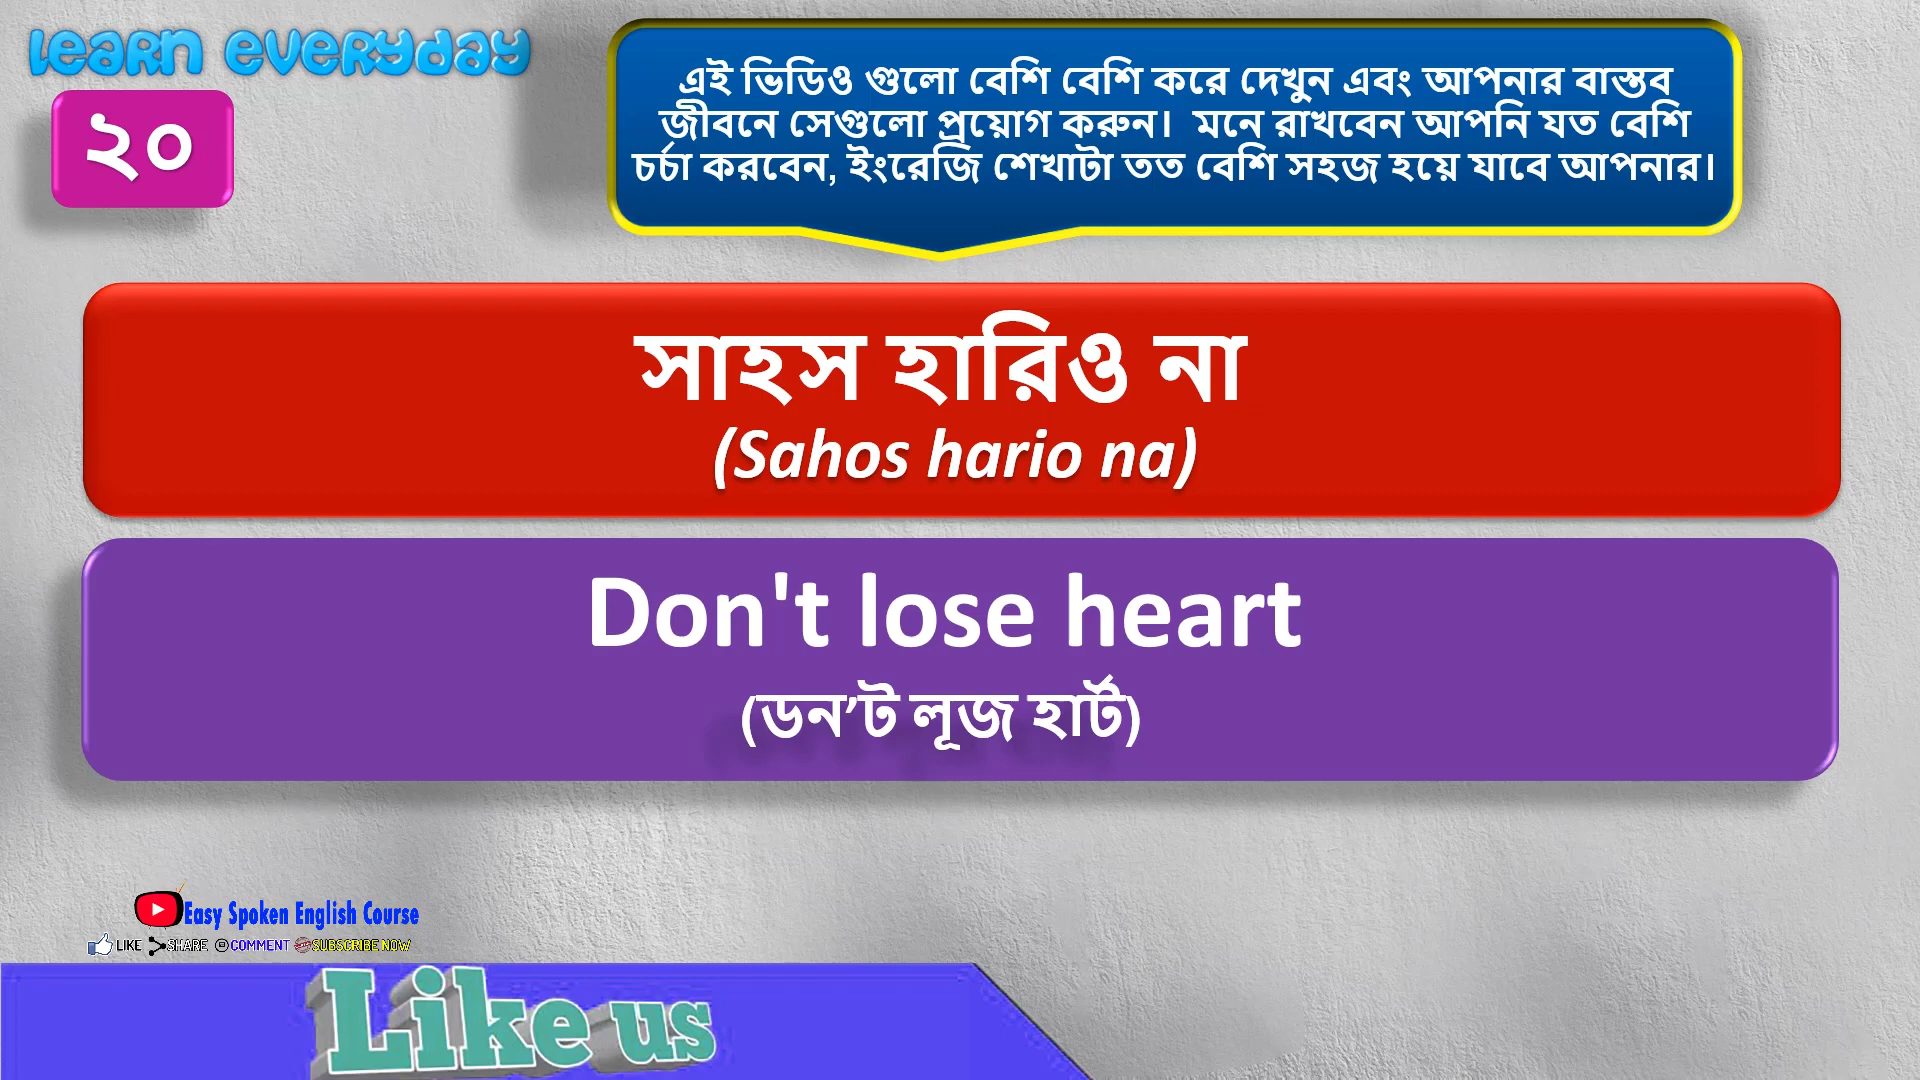 Learn everyday
২০
এই ভিডিও গুলো বেশি বেশি করে দেখুন এবং আপনার বাস্তব
জীবনে সেগুলো প্রয়োগ করুন।  মনে রাখবেন আপনি যত বেশি
চর্চা করবেন, ইংরেজি শেখাটা তত বেশি সহজ হয়ে যাবে আপনার।
সাহস হারিও না
(Sahos hario na)
Don't lose heart
(ডন’ট লূজ হার্ট)
Easy Spoken English Course
LIKE SHARE COMMENT SUBSCRIBE NOW
Like us